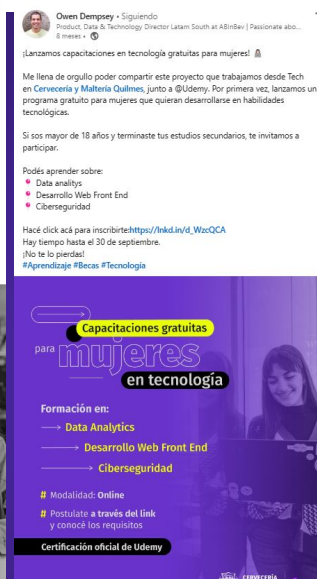 Owen Dempsey • Siguiendo
Product, Data & Technology Director Latam South at ABInBev | Passionate abo...
8 meses •
¡Lanzamos capacitaciones en tecnología gratuitas para mujeres!
Me llena de orgullo poder compartir este proyecto que trabajamos desde Tech
en Cervecería y Maltería Quilmes, junto a @Udemy. Por primera vez, lanzamos un
programa gratuito para mujeres que quieran desarrollarse en habilidades
tecnológicas.
Si sos mayor de 18 años y terminaste tus estudios secundarios, te invitamos a
participar.
Podés aprender sobre:
Data analitys
Desarrollo Web Front End
Ciberseguridad
Hacé click acá para inscribirte:https://lnkd.in/d_WzcQCA
Hay tiempo hasta el 30 de septiembre.
¡No te lo pierdas!
#Aprendizaje #Becas #Tecnología
Capacitaciones gratuitas
para mujeres
en tecnología
Formación en:
Data Analytics
Desarrollo Web Front End
Ciberseguridad
# Modalidad: Online
# Postulate a través del link
y conocé los requisitos
Certificación oficial de Udemy
CERVECERÍA